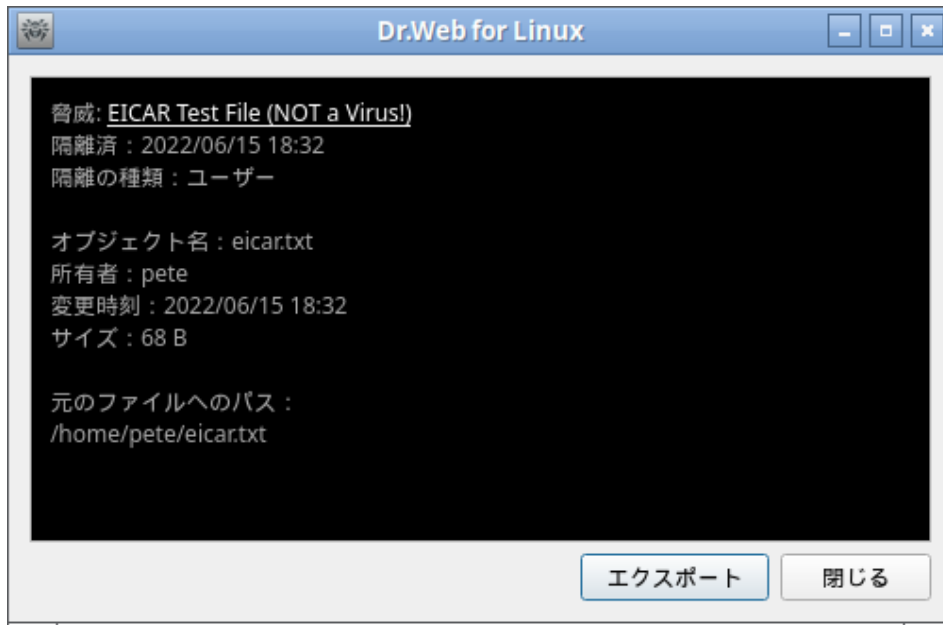 Dr.Web for Linux
脅威: EICAR Test File (NOT a Virus!)
隔離済：2022/06/15 18:32
隔離の種類：ユーザー
オブジェクト名：eicar.txt
所有者：pete
変更時刻：2022/06/15 18:32
サイズ：68 B
元のファイルへのパス：
/home/pete/eicar.txt
エクスポート
閉じる